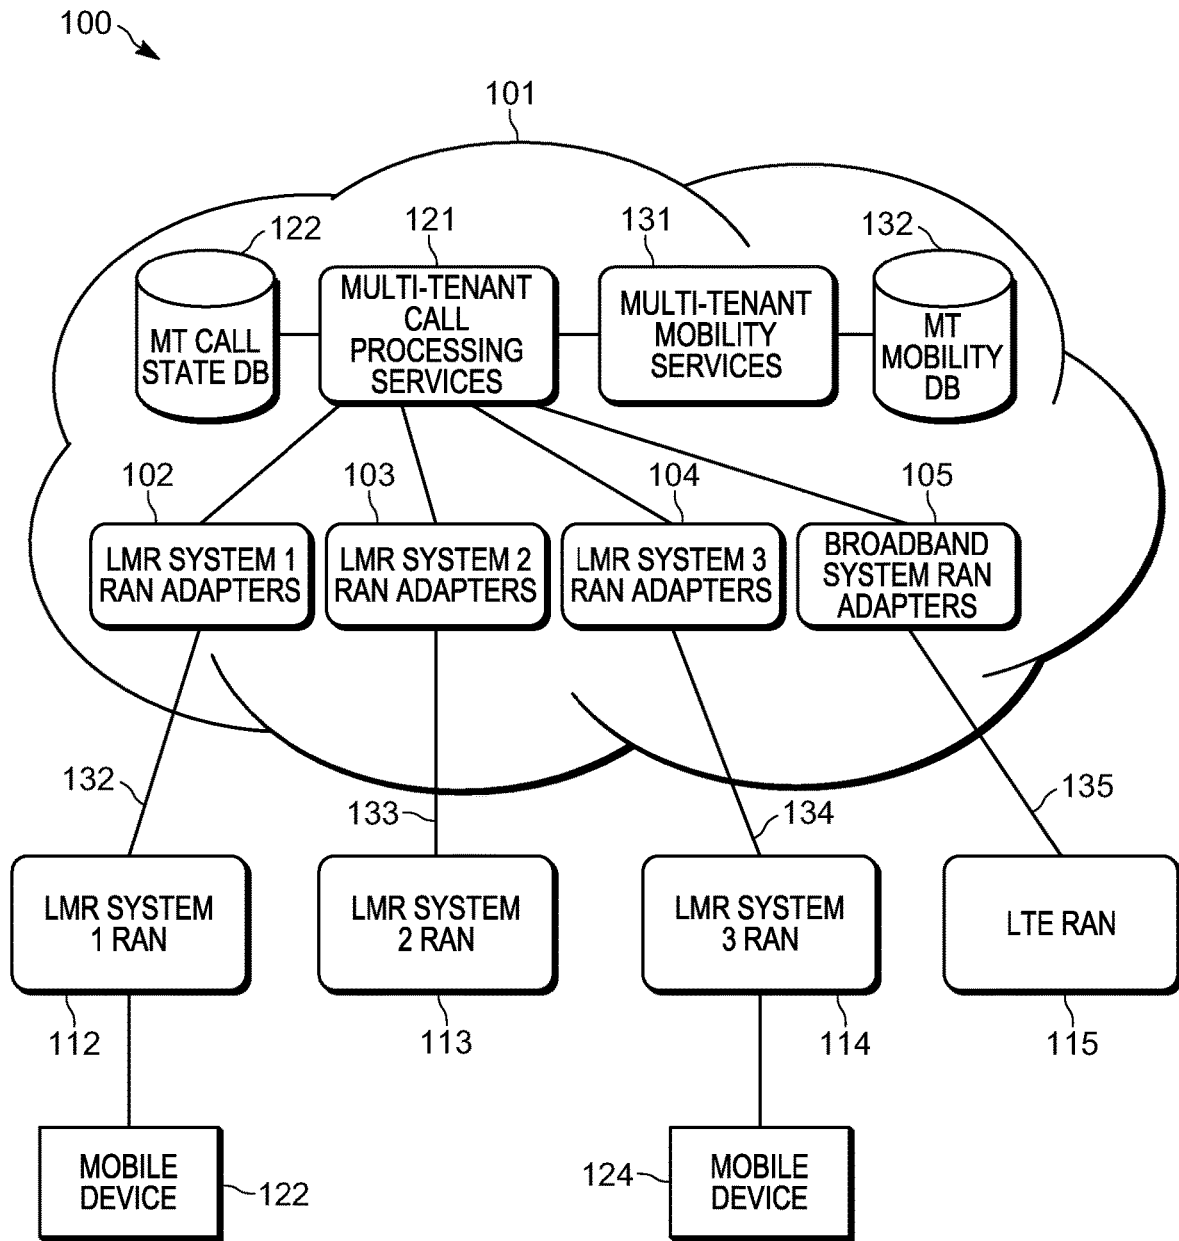 100
101
122
121
131
132
MT CALL
STATE DB
MULTI-TENANT
CALL
PROCESSING
SERVICES
MULTI-TENANT
MOBILITY
SERVICES
MT
MOBILITY
DB
102
103
104
105
LMR SYSTEM 1
RAN ADAPTERS
LMR SYSTEM 2
RAN ADAPTERS
LMR SYSTEM 3
RAN ADAPTERS
BROADBAND
SYSTEM RAN
ADAPTERS
132
133
134
135
LMR SYSTEM
1 RAN
LMR SYSTEM
2 RAN
LMR SYSTEM
3 RAN
LTE RAN
112
113
114
115
MOBILE
DEVICE
122
124
MOBILE
DEVICE